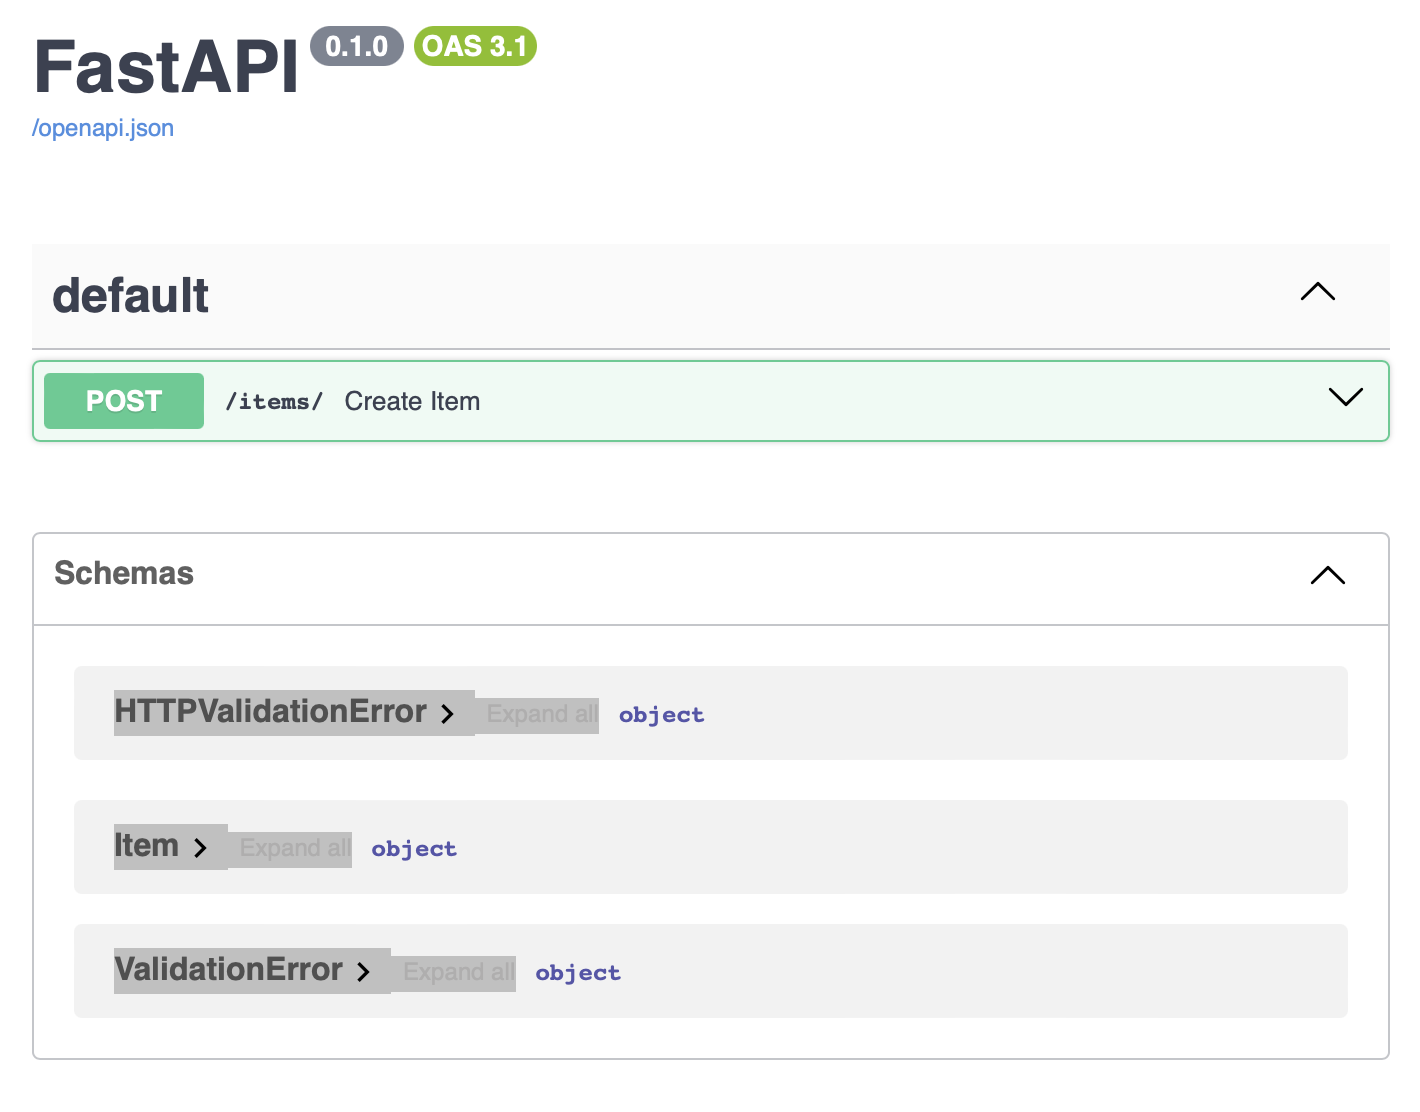 FastAPI 0.1.0 OAS 3.1
/openapi.json
default
POST /items/ Create Item
Schemas
HTTPValidationError Expand all object
Item Expand all object
ValidationError Expand all object